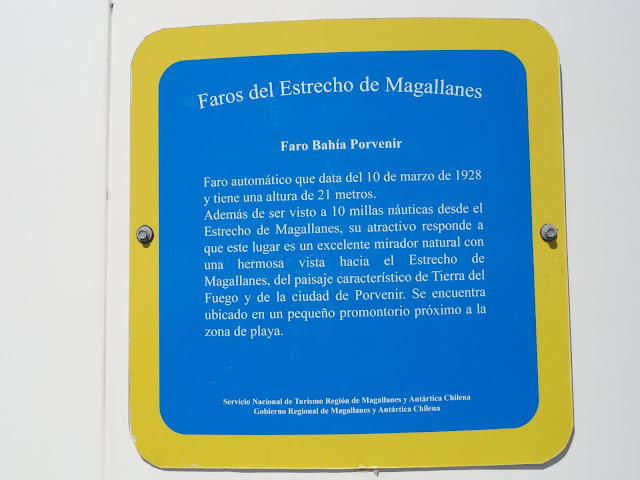 Faros del Estrecho de Magallanes
Faro Bahía Porvenir
Faro automático que data del 10 de marzo de 1928
y tiene una altura de 21 metros.
Además de ser visto a 10 millas náuticas desde el
Estrecho de Magallanes, su atractivo responde a
que este lugar es un excelente mirador natural con
una hermosa vista hacia el Estrecho de
Magallanes, del paisaje característico de Tierra del
Fuego y de la ciudad de Porvenir. Se encuentra
ubicado en un pequeño promontorio próximo a la
zona de playa.
Servicio Nacional de Turismo Región de Magallanes y Antártica Chilena
Gobierno Regional de Magallanes y Antártica Chilena